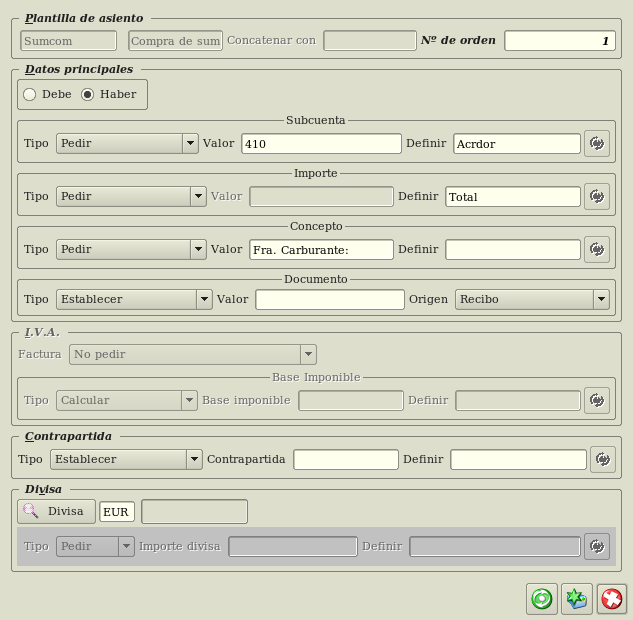 Plantilla de asiento
Sumcom Compra de sum Concatenar con Nº de orden 1
Datos principales
Debe Haber
Subcuenta
Tipo Pedir Valor 410 Definir Acrdor
Importe
Tipo Pedir Valor Definir Total
Concepto
Tipo Pedir Valor Fra. Carburante: Definir
Documento
Tipo Establecer Valor Origen Recibo
I.V.A.
Factura No pedir
Base Imponible
Tipo Calcular Base imponible Definir
Contrapartida
Tipo Establecer Contrapartida Definir
Divisa
Divisa EUR
Tipo Pedir Importe divisa Definir